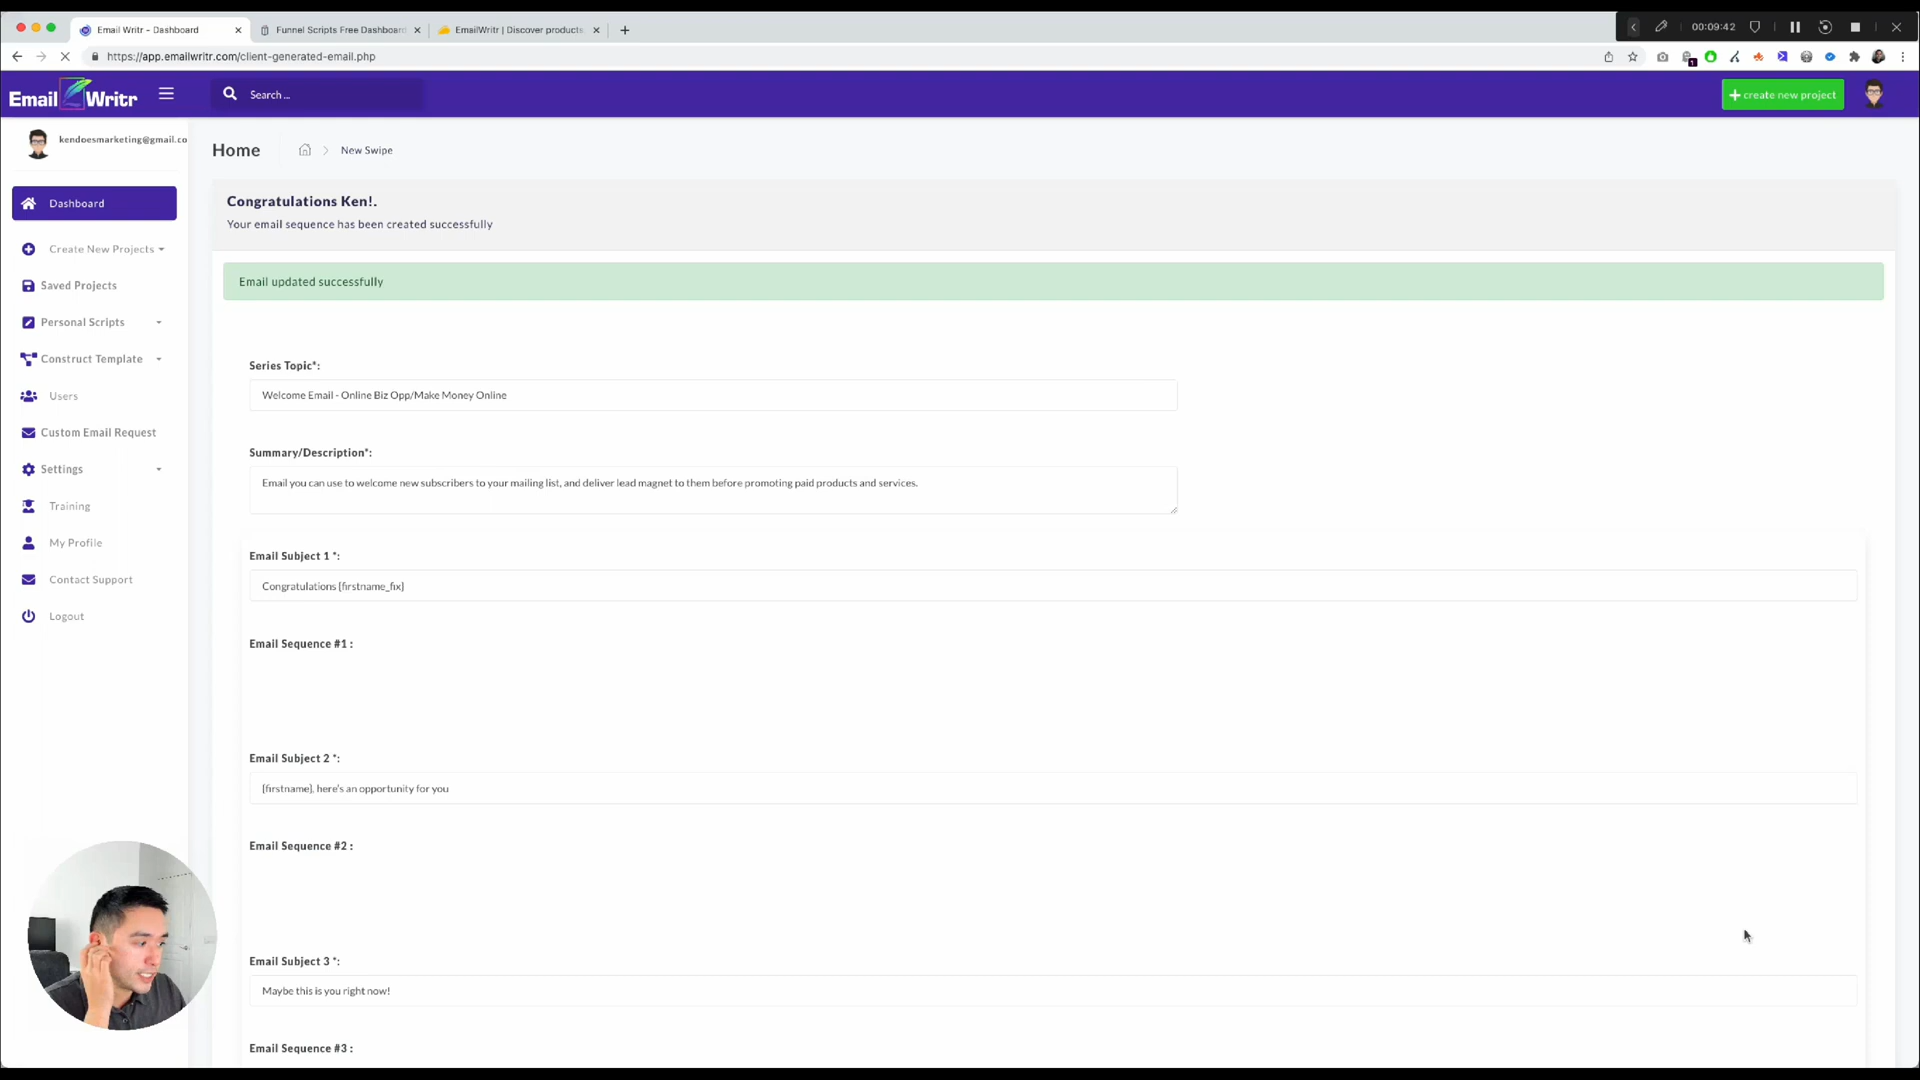 Email Writr - Dashboard
Funnel Scripts Free Dashboard
EmailWritr | Discover products.
00:09:42
https://app.emailwritr.com/client-generated-email.php
1
Email Writr
Search ...
create new project
kendoesmarketing@gmail.co
Home
New Swipe
Dashboard
Create New Projects
Saved Projects
Personal Scripts
Construct Template
Users
Custom Email Request
Settings
Training
My Profile
Contact Support
Logout
Congratulations Ken!.
Your email sequence has been created successfully
Email updated successfully
Series Topic*:
Welcome Email - Online Biz Opp/Make Money Online
Summary/Description*:
Email you can use to welcome new subscribers to your mailing list, and deliver lead magnet to them before promoting paid products and services.
Email Subject 1 *:
Congratulations {firstname_fix}
Email Sequence #1 :
Email Subject 2 *:
{firstname}, here's an opportunity for you
Email Sequence #2 :
Email Subject 3 *:
Maybe this is you right now!
Email Sequence #3 :